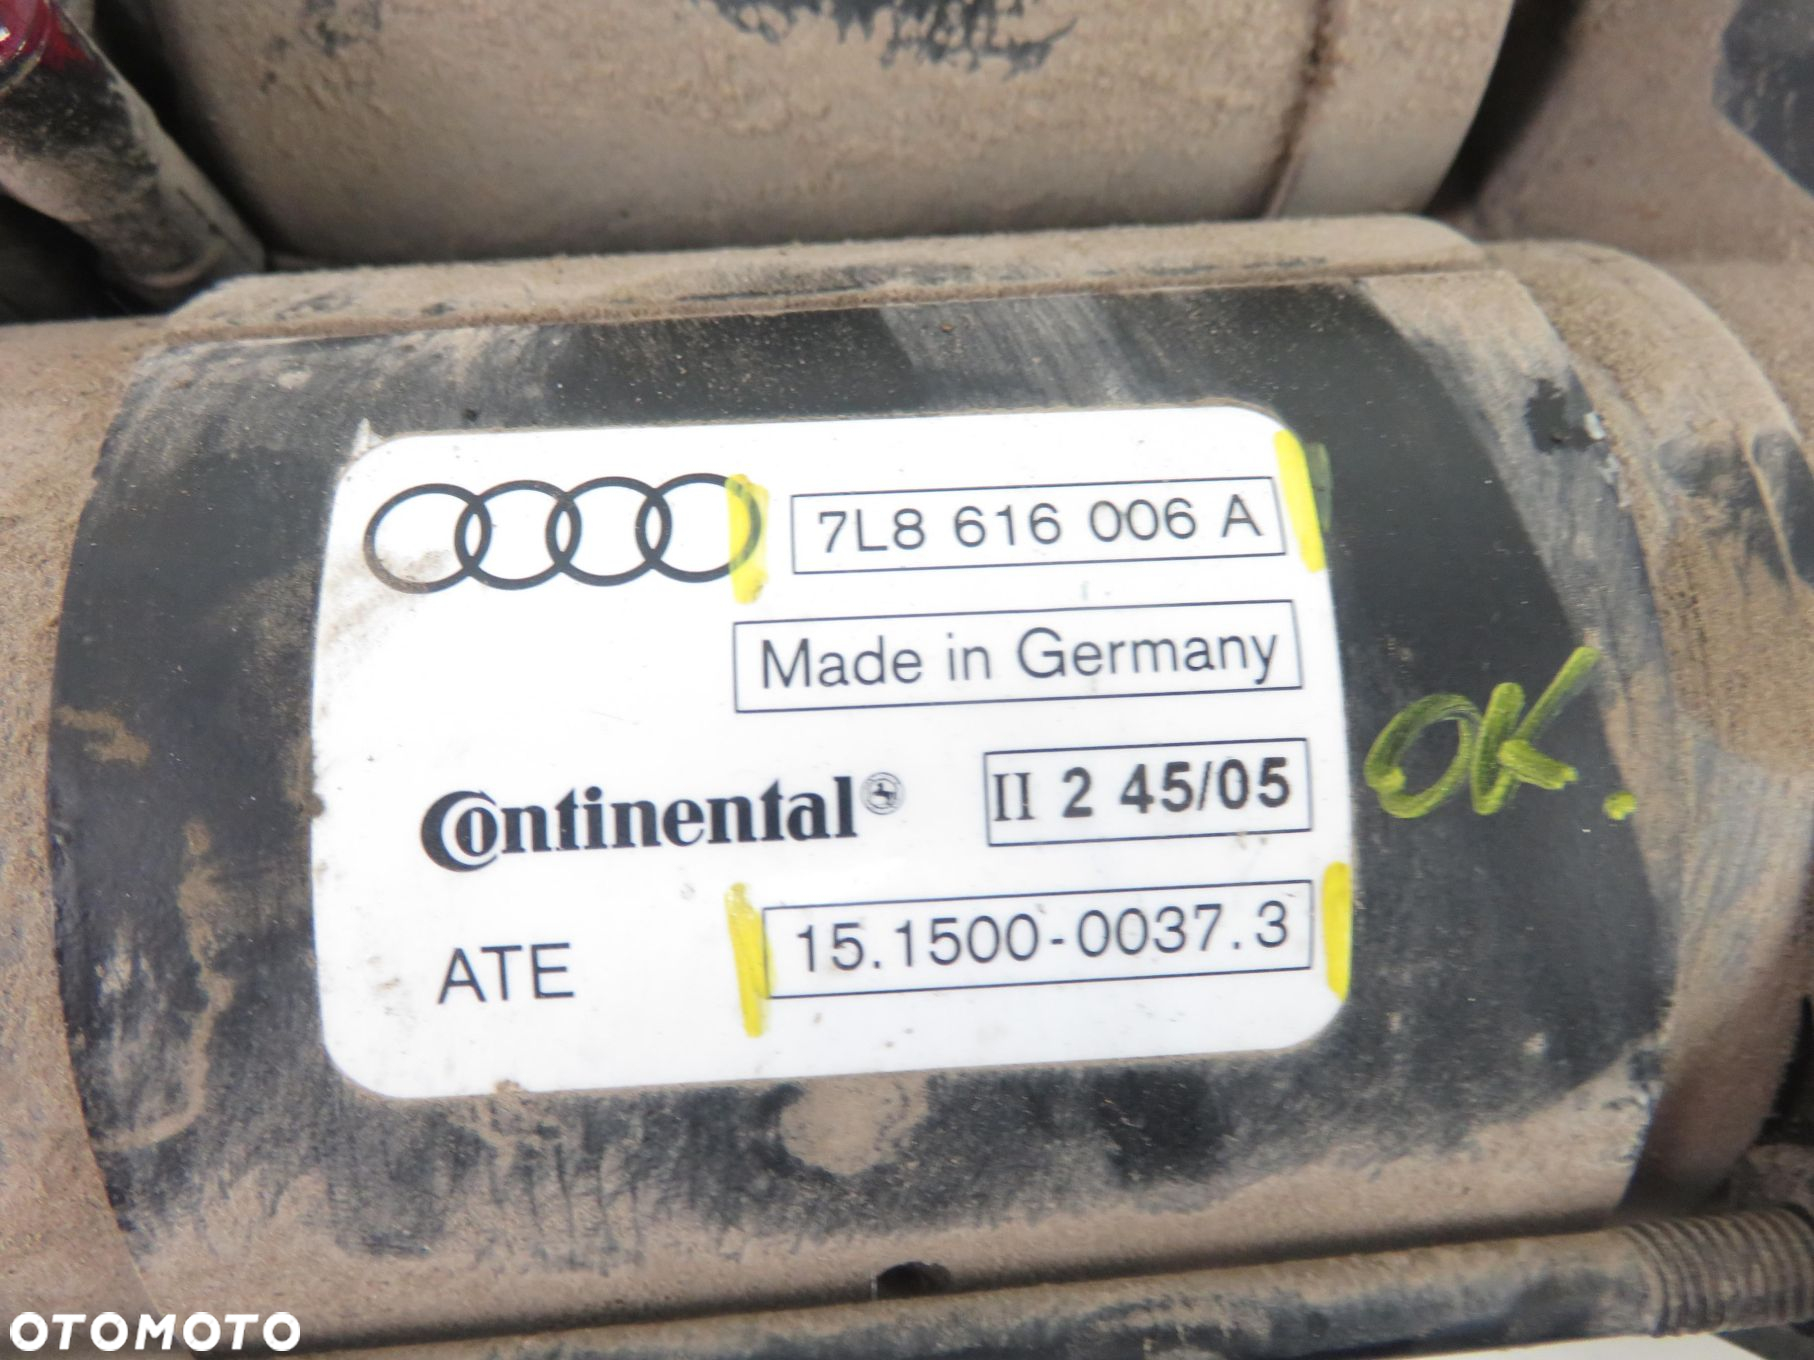 7L8 616 006 A
Made in Germany
Continental®
II 2 45/05
OK.
ATE
15.1500-0037.3
OTOMOTO